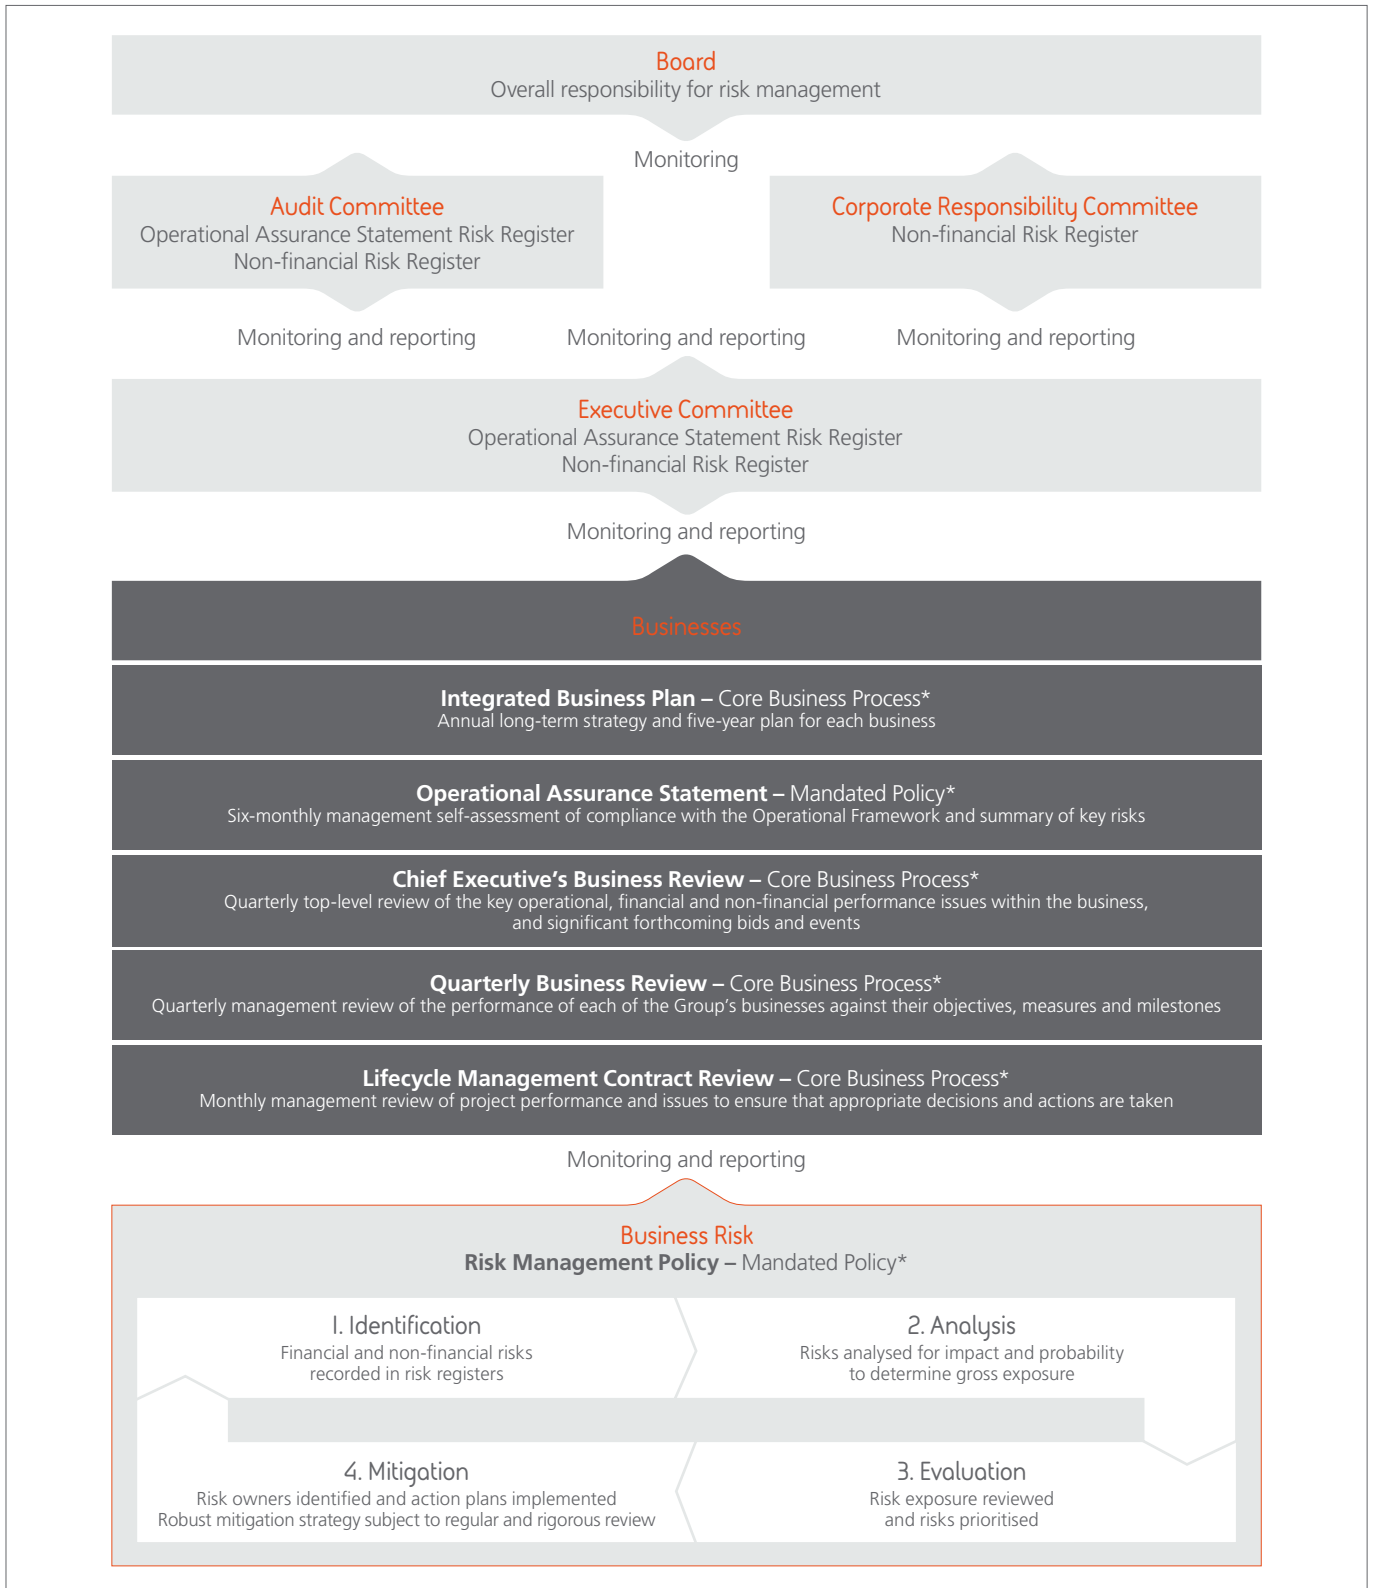 Board
Overall responsibility for risk management
Monitoring
Audit Committee
Operational Assurance Statement Risk Register
Non-financial Risk Register
Corporate Responsibility Committee
Non-financial Risk Register
Monitoring and reporting
Monitoring and reporting
Monitoring and reporting
Executive Committee
Operational Assurance Statement Risk Register
Non-financial Risk Register
Monitoring and reporting
Businesses
Integrated Business Plan – Core Business Process*
Annual long-term strategy and five-year plan for each business
Operational Assurance Statement – Mandated Policy*
Six-monthly management self-assessment of compliance with the Operational Framework and summary of key risks
Chief Executive’s Business Review – Core Business Process*
Quarterly top-level review of the key operational, financial and non-financial performance issues within the business,
and significant forthcoming bids and events
Quarterly Business Review – Core Business Process*
Quarterly management review of the performance of each of the Group’s businesses against their objectives, measures and milestones
Lifecycle Management Contract Review – Core Business Process*
Monthly management review of project performance and issues to ensure that appropriate decisions and actions are taken
Monitoring and reporting
Business Risk
Risk Management Policy – Mandated Policy*
1. Identification
Financial and non-financial risks
recorded in risk registers
2. Analysis
Risks analysed for impact and probability
to determine gross exposure
4. Mitigation
Risk owners identified and action plans implemented
Robust mitigation strategy subject to regular and rigorous review
3. Evaluation
Risk exposure reviewed
and risks prioritised